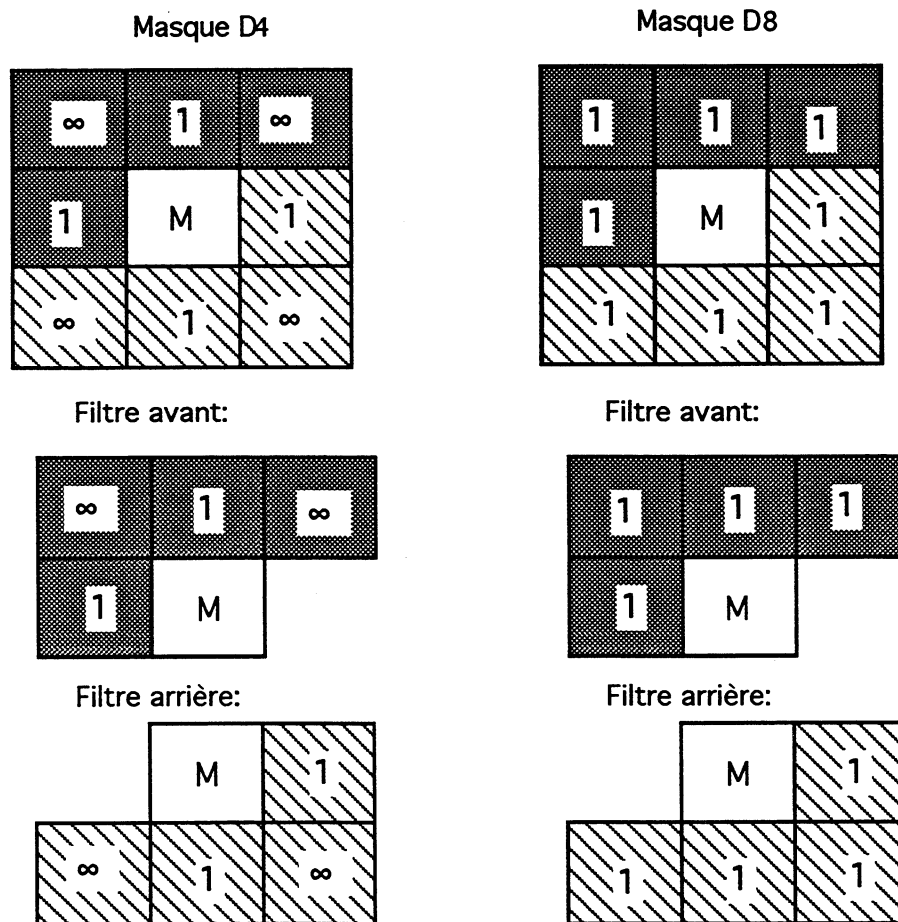 Masque D4
∞ 1 ∞
1 M 1
∞ 1 ∞
Filtre avant:
∞ 1 ∞
1 M
Filtre arrière:
M 1
∞ 1 ∞
Masque D8
1 1 1
1 M 1
1 1 1
Filtre avant:
1 1 1
1 M
Filtre arrière:
M 1
1 1 1